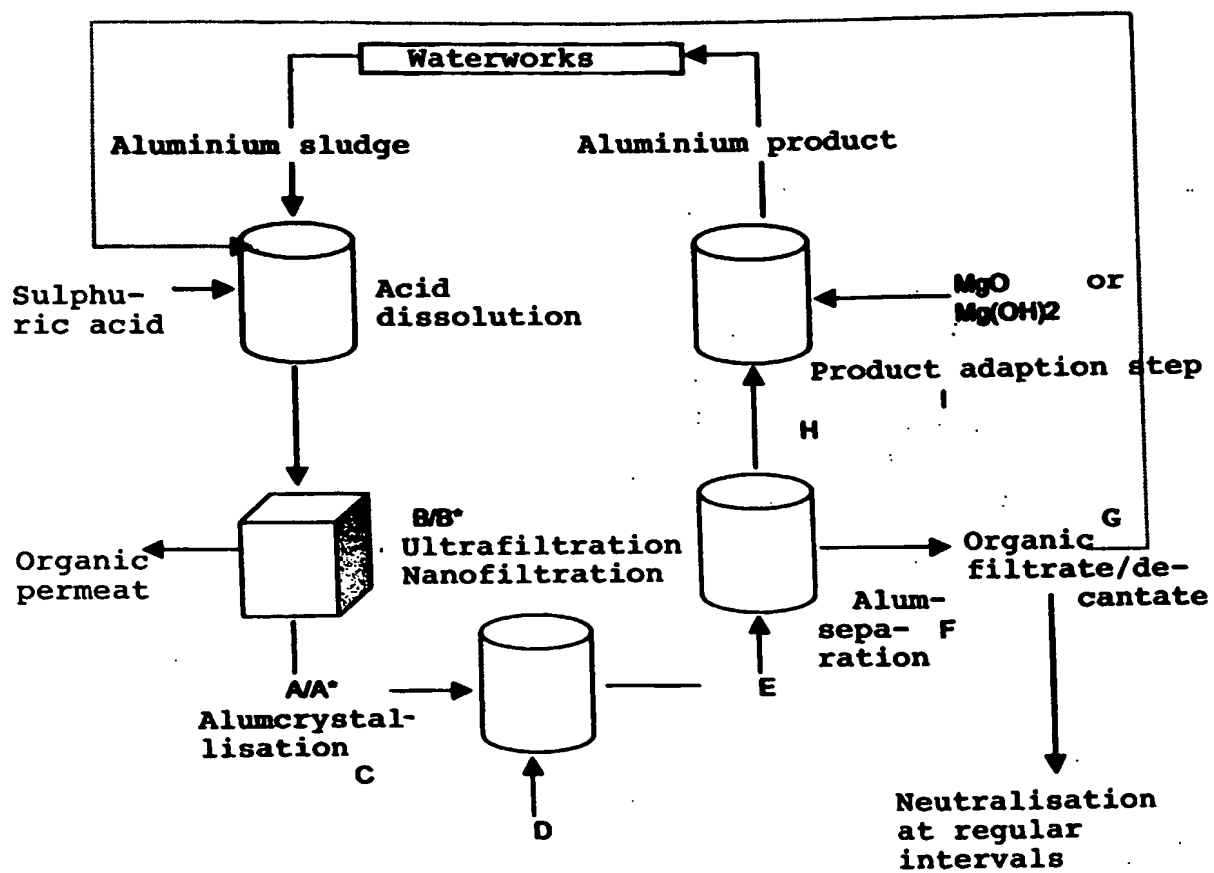 Waterworks
Aluminium sludge
Aluminium product
Sulphu-
ric acid
Acid
dissolution
MgO or
Mg(OH)2
Product adaption step
I
H
B/B*
Ultrafiltration
Nanofiltration
Organic
permeat
G
Organic
filtrate/de-
cantate
Alum-
sepa- F
ration
A/A*
Alumcrystal-
lisation
C
E
D
Neutralisation
at regular
intervals